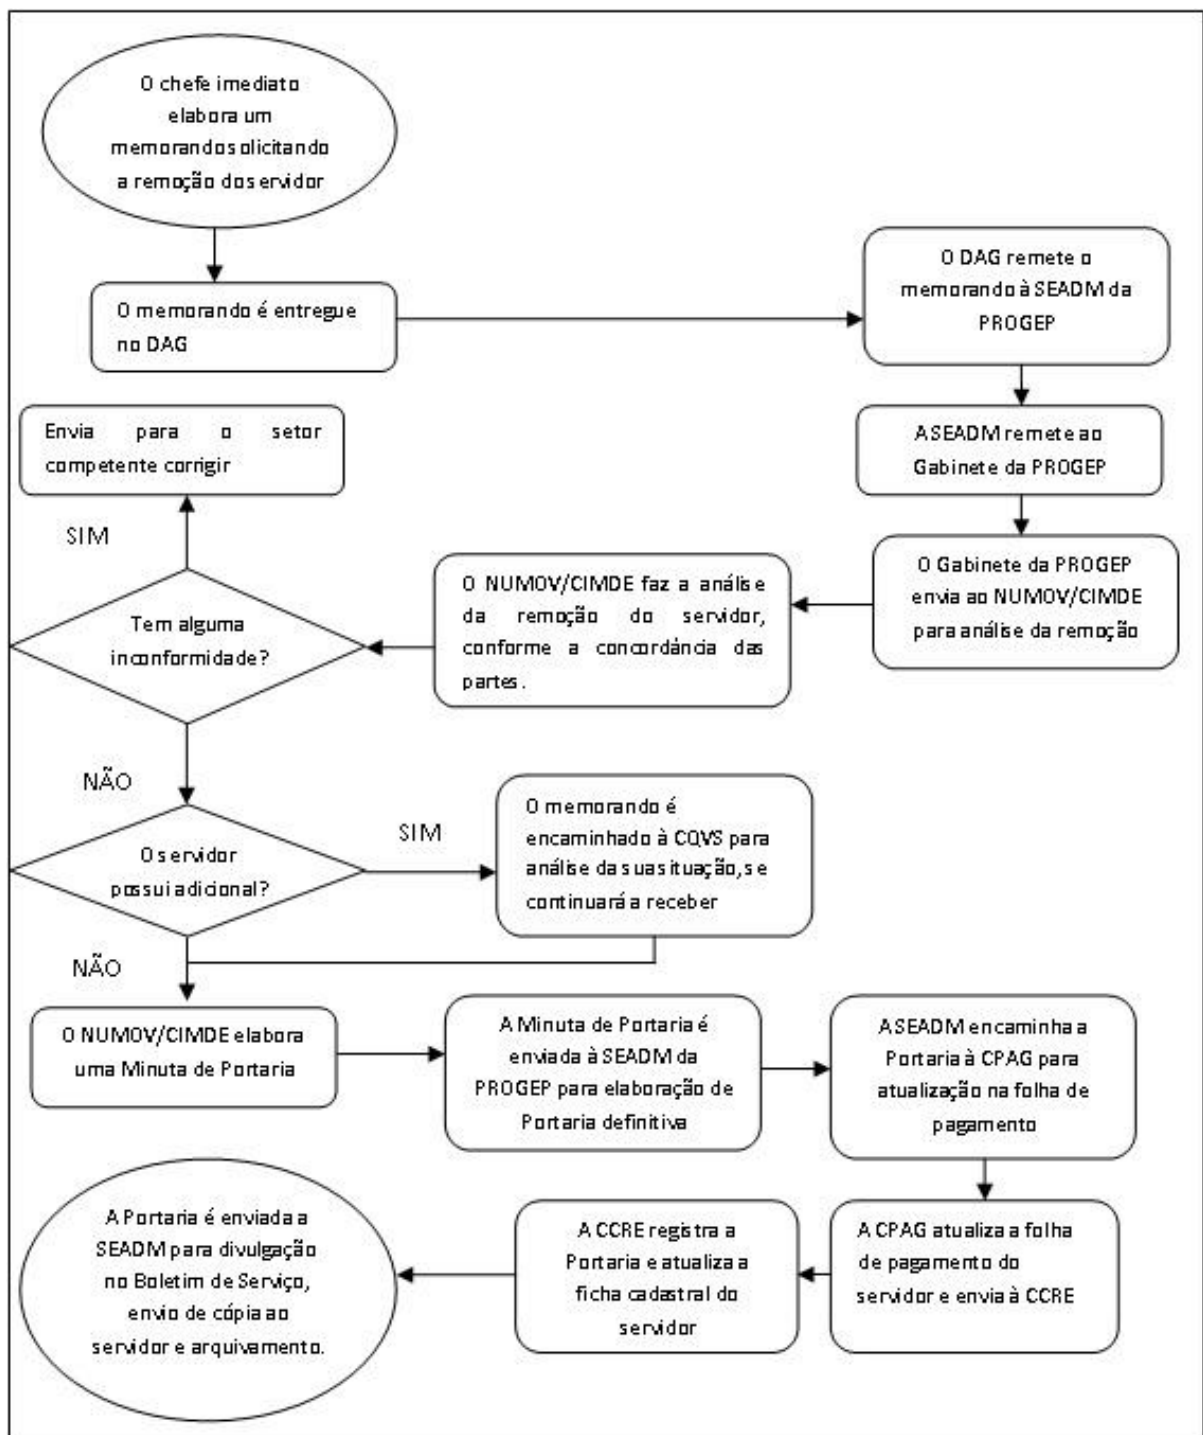 O chefe imediato
elabora um
memorando solicitando
a remoção do servidor
O memorando é entregue
no DAG
O DAG remete o
memorando à SEADM da
PROGEP
A SEADM remete ao
Gabinete da PROGEP
O Gabinete da PROGEP
envia ao NUMOV/CIMDE
para análise da remoção
O NUMOV/CIMDE faz a análise
da remoção do servidor,
conforme a concordância das
partes.
Tem alguma
inconformidade?
SIM
Envia para o setor
competente corrigir
NÃO
O servidor
possui adicional?
SIM
O memorando é
encaminhado à CQVS para
análise da sua situação, se
continuará a receber
NÃO
O NUMOV/CIMDE elabora
uma Minuta de Portaria
A Minuta de Portaria é
enviada à SEADM da
PROGEP para elaboração de
Portaria definitiva
A SEADM encaminha a
Portaria à CPAG para
atualização na folha de
pagamento
A CPAG atualiza a folha
de pagamento do
servidor e envia à CCRE
A CCRE registra a
Portaria e atualiza a
ficha cadastral do
servidor
A Portaria é enviada a
SEADM para divulgação
no Boletim de Serviço,
envio de cópia ao
servidor e arquivamento.